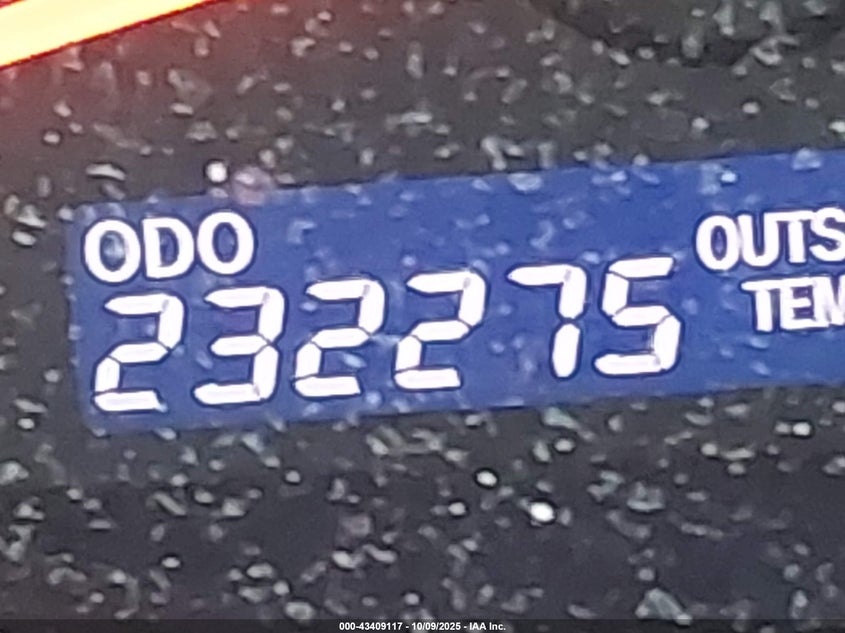 ODO
232275
OUTS
TEM
000-43409117 - 10/09/2025 - IAA Inc.